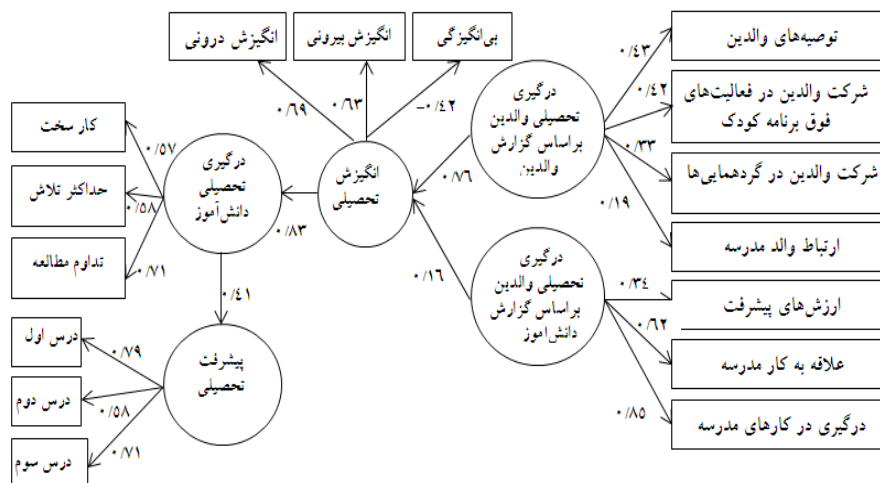 توصیه‌های والدین
شرکت والدین در فعالیت‌های
فوق برنامه کودک
شرکت والدین در گردهمایی‌ها
ارتباط والد مدرسه
ارزش‌های پیشرفت
علاقه به کار مدرسه
درگیری در کارهای مدرسه
۰/۴۳
۰/۴۲
۰/۳۳
۰/۱۹
۰/۳۴
۰/۶۲
۰/۸۵
درگیری
تحصیلی والدین
براساس گزارش
والدین
درگیری
تحصیلی والدین
براساس گزارش
دانش‌اموز
۰/۷۶
۰/۱۶
بی‌انگیزگی
انگیزش بیرونی
انگیزش درونی
–۰/۴۲
۰/۶۳
۰/۶۹
انگیزش
تحصیلی
۰/۸۳
درگیری
تحصیلی
دانش‌آموز
۰/۵۷
۰/۵۸
۰/۷۱
کار سخت
حداکثر تلاش
تداوم مطالعه
۰/۴۱
پیشرفت
تحصیلی
۰/۷۹
۰/۵۸
۰/۷۱
درس اول
درس دوم
درس سوم